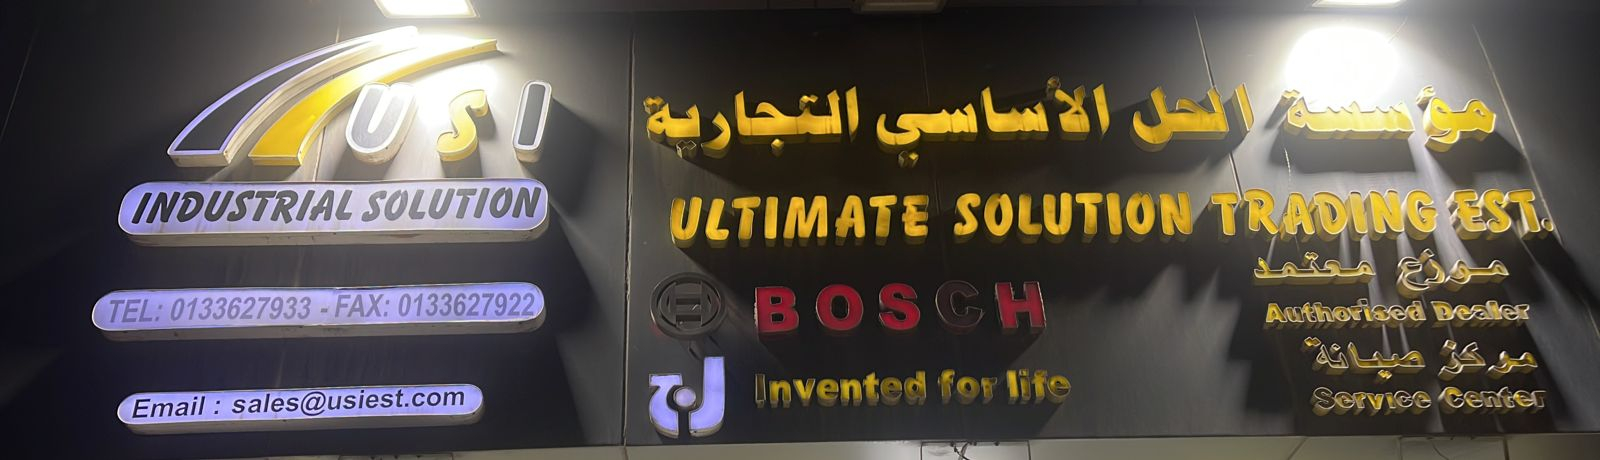 USI
INDUSTRIAL SOLUTION
TEL: 0133627933 - FAX: 0133627922
Email : sales@usiest.com
مؤسسة الحل الأساسي التجارية
ULTIMATE SOLUTION TRADING EST.
BOSCH
Invented for life
موزع معتمد
Authorised Dealer
مركز صيانة
Service Center